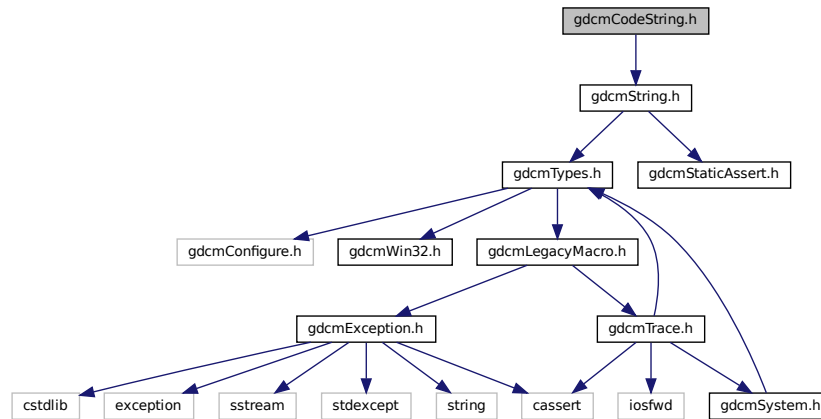 gdcmCodeString.h
gdcmString.h
gdcmTypes.h
gdcmStaticAssert.h
gdcmConfigure.h
gdcmWin32.h
gdcmLegacyMacro.h
gdcmException.h
gdcmTrace.h
cstdlib
exception
sstream
stdexcept
string
cassert
iosfwd
gdcmSystem.h